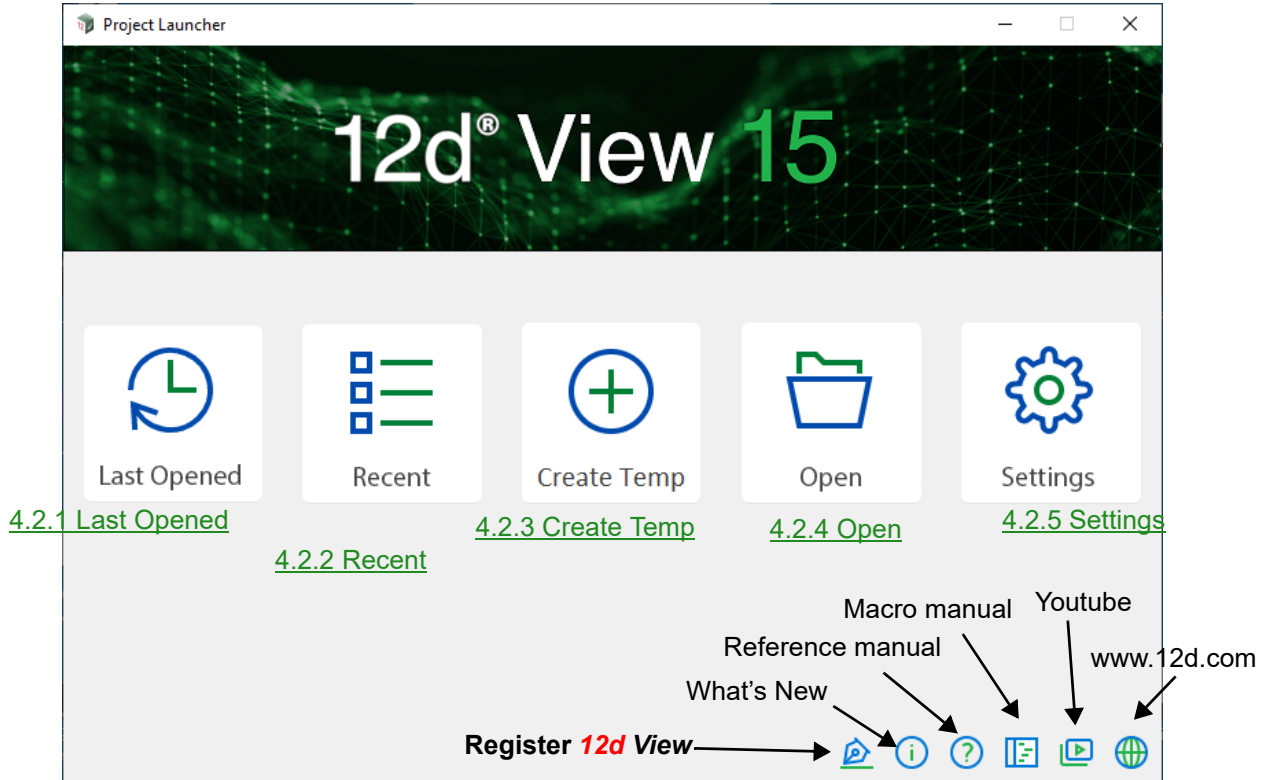 Project Launcher
12d® View 15
Last Opened
Recent
Create Temp
Open
Settings
4.2.1 Last Opened
4.2.2 Recent
4.2.3 Create Temp
4.2.4 Open
4.2.5 Settings
Youtube
Macro manual
Reference manual
www.12d.com
What’s New
Register 12d View